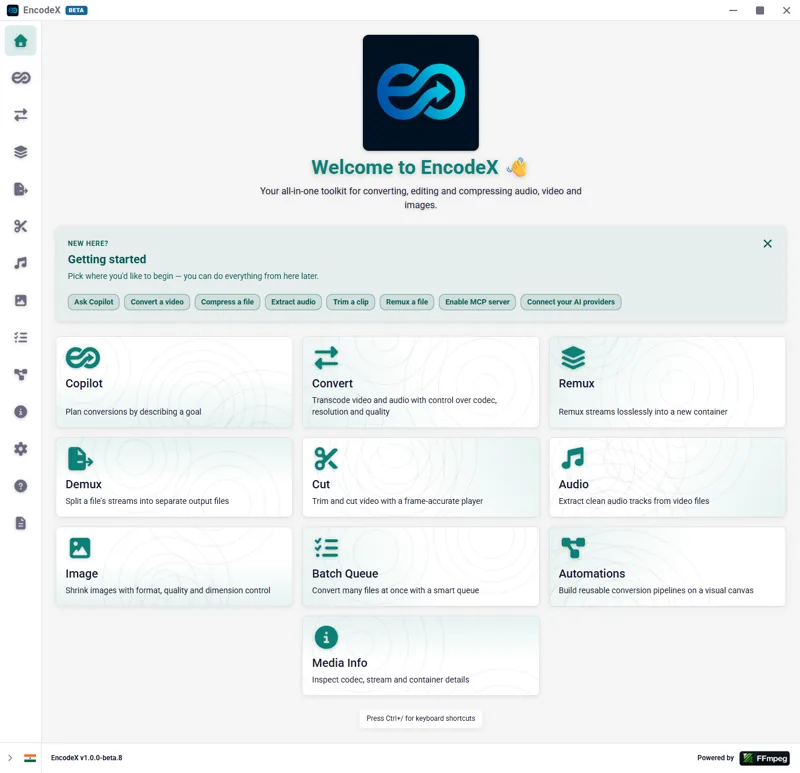 EncodeX BETA
Welcome to EncodeX 👋
Your all-in-one toolkit for converting, editing and compressing audio, video and
images.
NEW HERE?
Getting started
Pick where you'd like to begin — you can do everything from here later.
Ask Copilot
Convert a video
Compress a file
Extract audio
Trim a clip
Remux a file
Enable MCP server
Connect your AI providers
Copilot
Plan conversions by describing a goal
Convert
Transcode video and audio with control over codec,
resolution and quality
Remux
Remux streams losslessly into a new container
Demux
Split a file's streams into separate output files
Cut
Trim and cut video with a frame-accurate player
Audio
Extract clean audio tracks from video files
Image
Shrink images with format, quality and dimension control
Batch Queue
Convert many files at once with a smart queue
Automations
Build reusable conversion pipelines on a visual canvas
Media Info
Inspect codec, stream and container details
Press Ctrl+/ for keyboard shortcuts
EncodeX v1.0.0-beta.8
Powered by FFmpeg